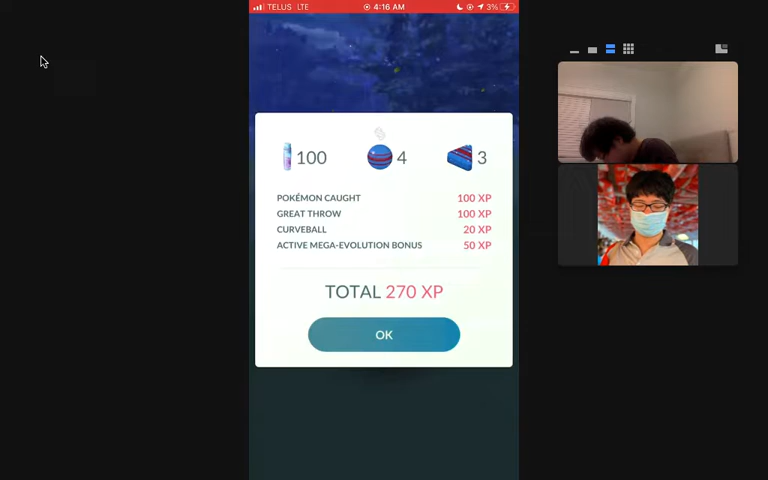 TELUS LTE 4:16 AM 3%
100 4 3
POKÉMON CAUGHT 100 XP
GREAT THROW 100 XP
CURVEBALL 20 XP
ACTIVE MEGA-EVOLUTION BONUS 50 XP
TOTAL 270 XP
OK